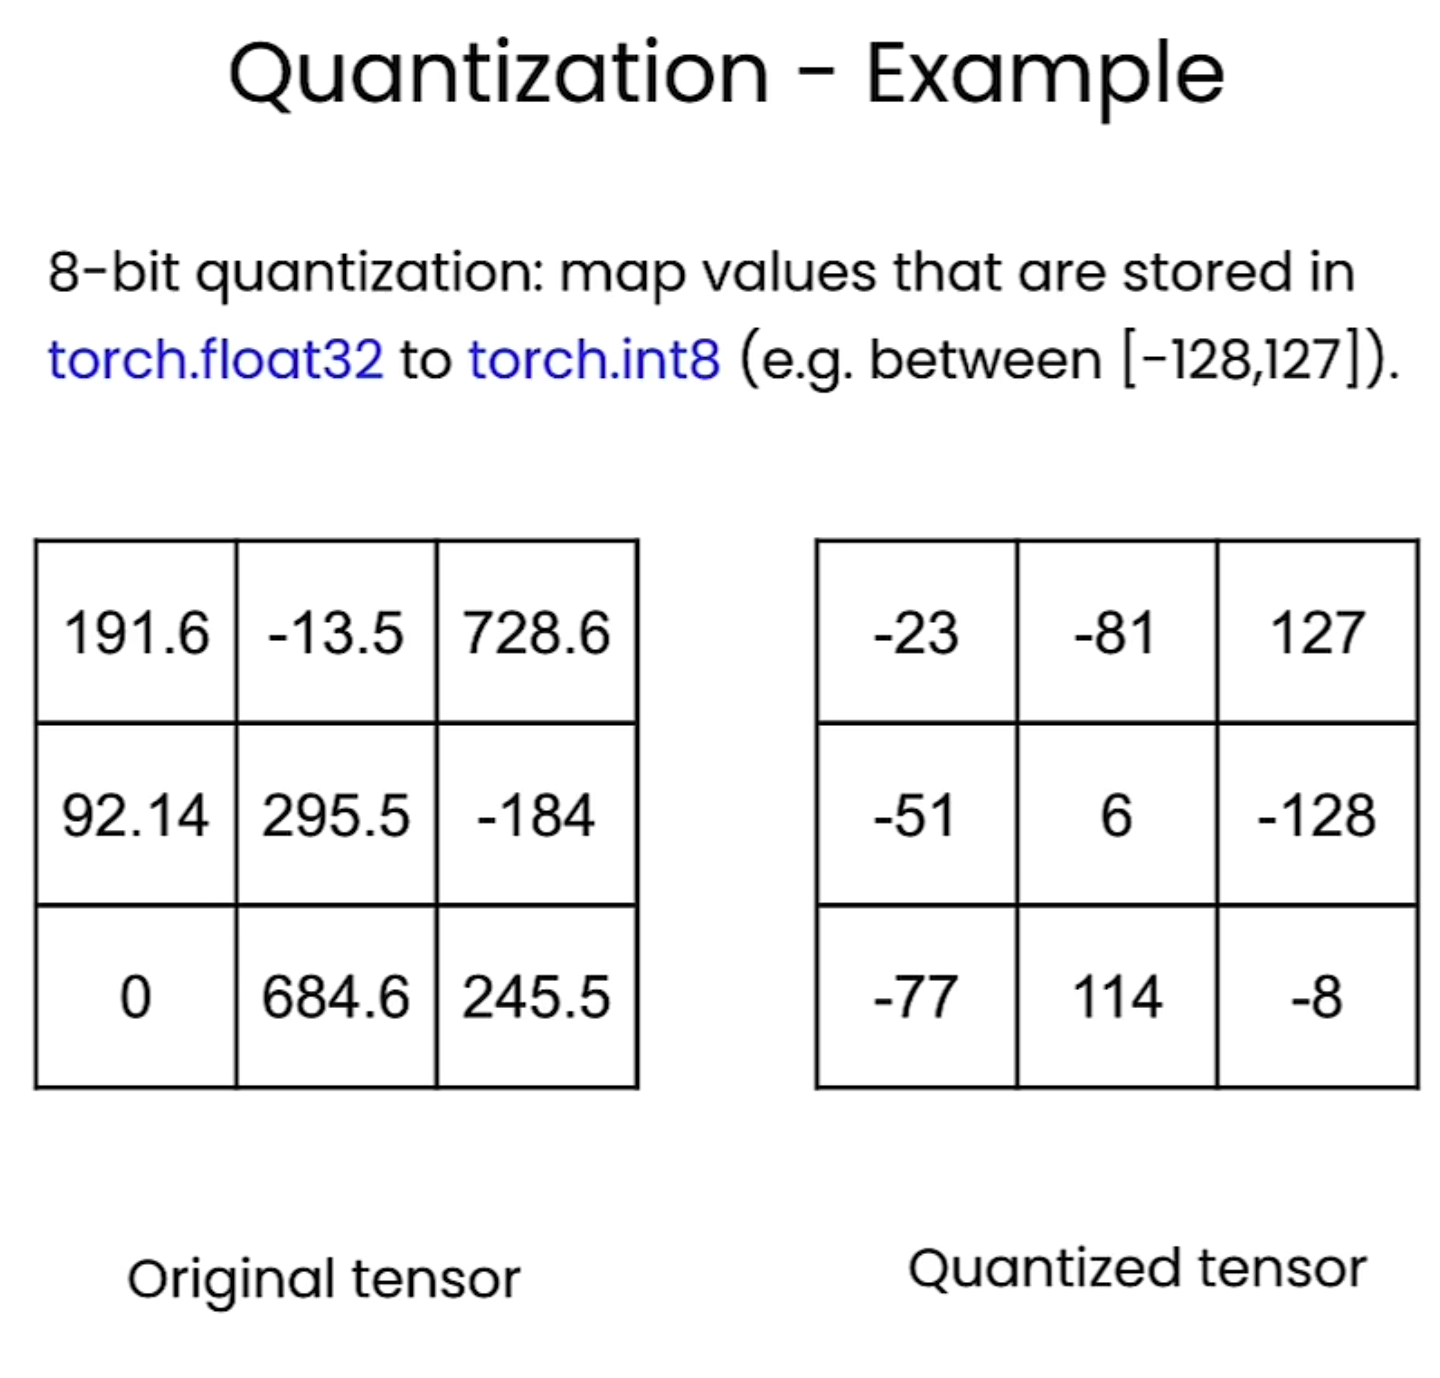 Quantization - Example
8-bit quantization: map values that are stored in
torch.float32 to torch.int8 (e.g. between [-128,127]).
191.6 -13.5 728.6
92.14 295.5 -184
0 684.6 245.5
Original tensor
-23 -81 127
-51 6 -128
-77 114 -8
Quantized tensor